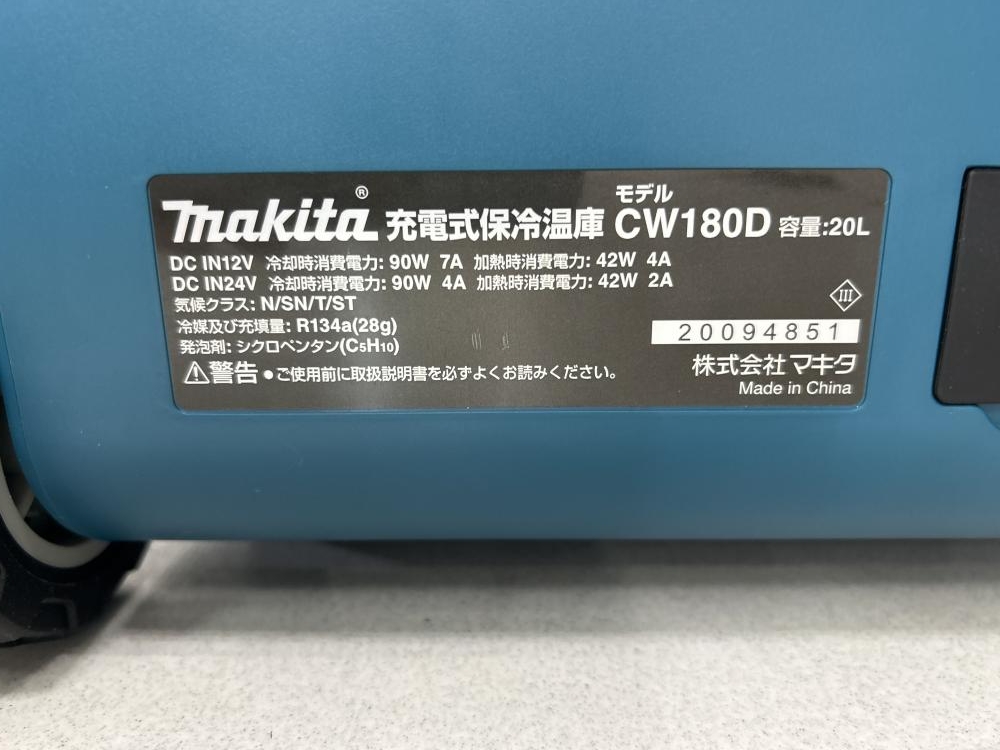 makita® 充電式保冷温庫 モデル CW180D 容量:20L
DC IN12V 冷却時消費電力: 90W 7A 加熱時消費電力: 42W 4A
DC IN24V 冷却時消費電力: 90W 4A 加熱時消費電力: 42W 2A
気候クラス: N/SN/T/ST
III
冷媒及び充填量: R134a(28g)
20094851
発泡剤: シクロペンタン(C5H10)
株式会社マキタ
⚠警告 ●ご使用前に取扱説明書を必ずよくお読みください。
Made in China